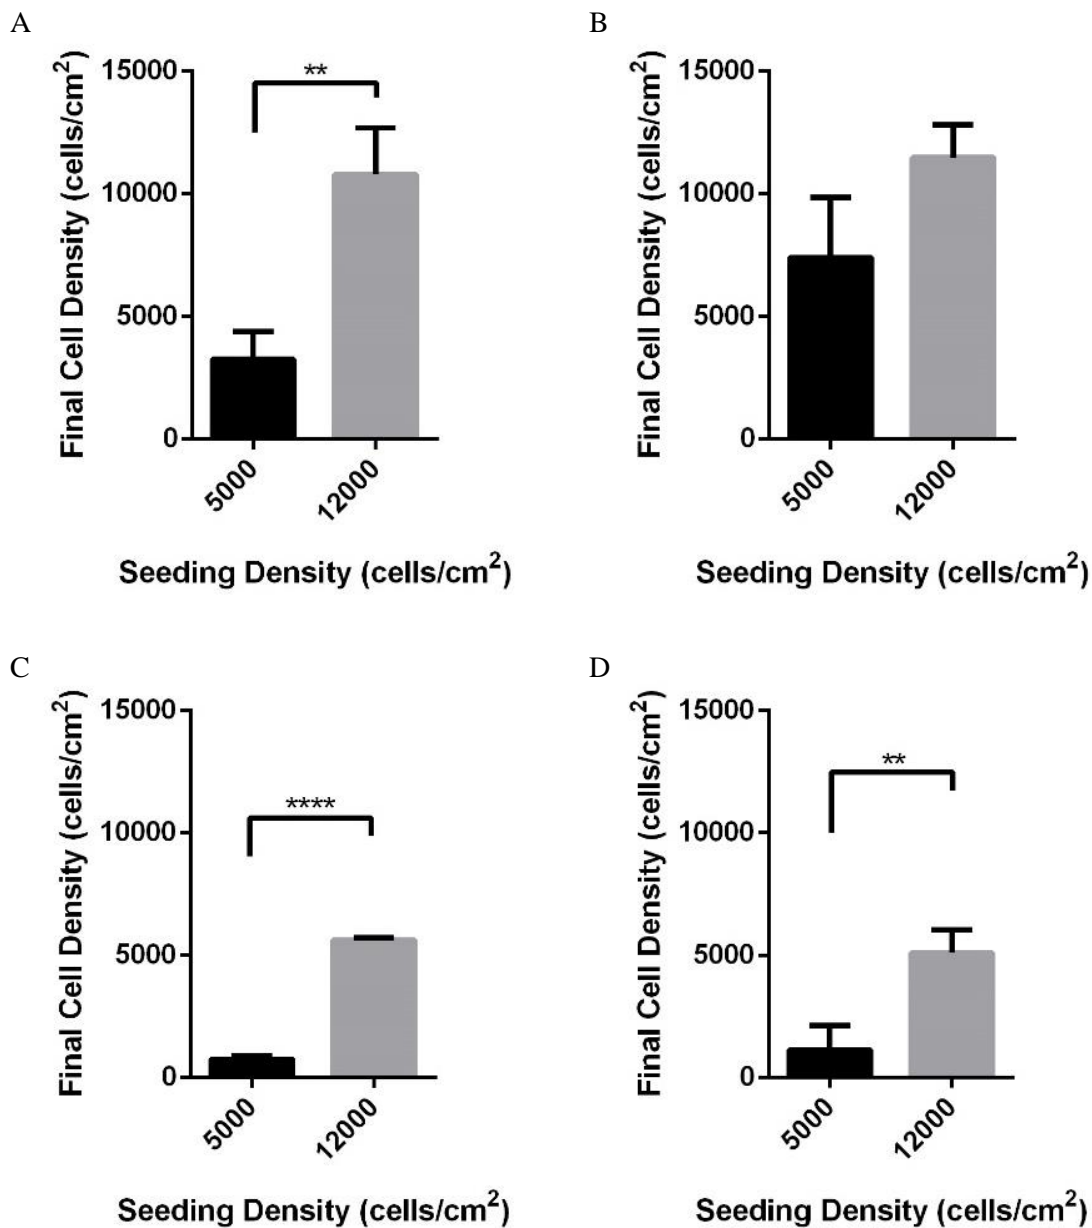 A
Final Cell Density (cells/cm²)
15000
10000
5000
0
**
5000
12000
Seeding Density (cells/cm²)
B
Final Cell Density (cells/cm²)
15000
10000
5000
0
5000
12000
Seeding Density (cells/cm²)
C
Final Cell Density (cells/cm²)
15000
10000
5000
0
****
5000
12000
Seeding Density (cells/cm²)
D
Final Cell Density (cells/cm²)
15000
10000
5000
0
**
5000
12000
Seeding Density (cells/cm²)